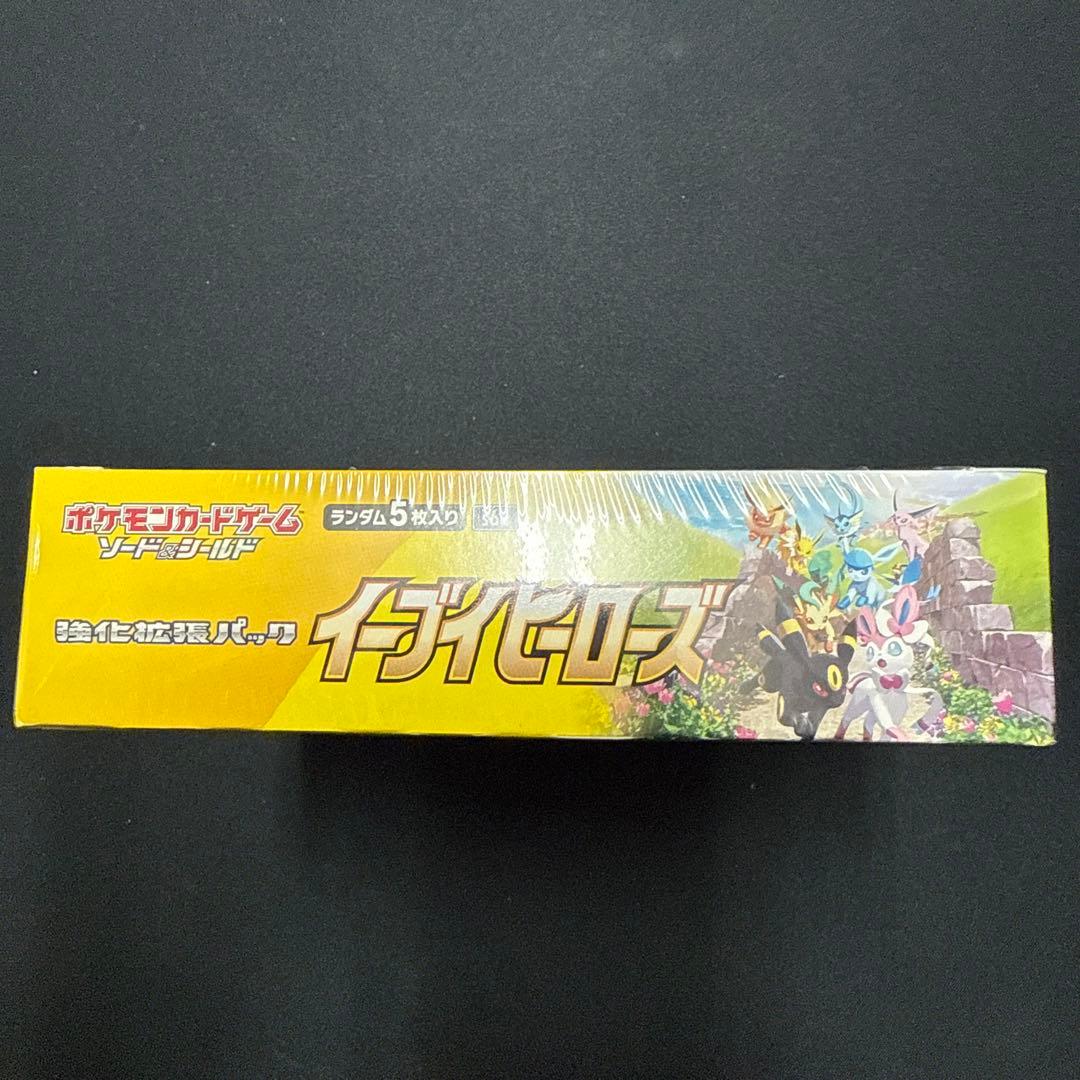 ポケモンカードゲーム
ソード&シールド
ランダム5枚入り
強化拡張パック
イーブイヒーローズ